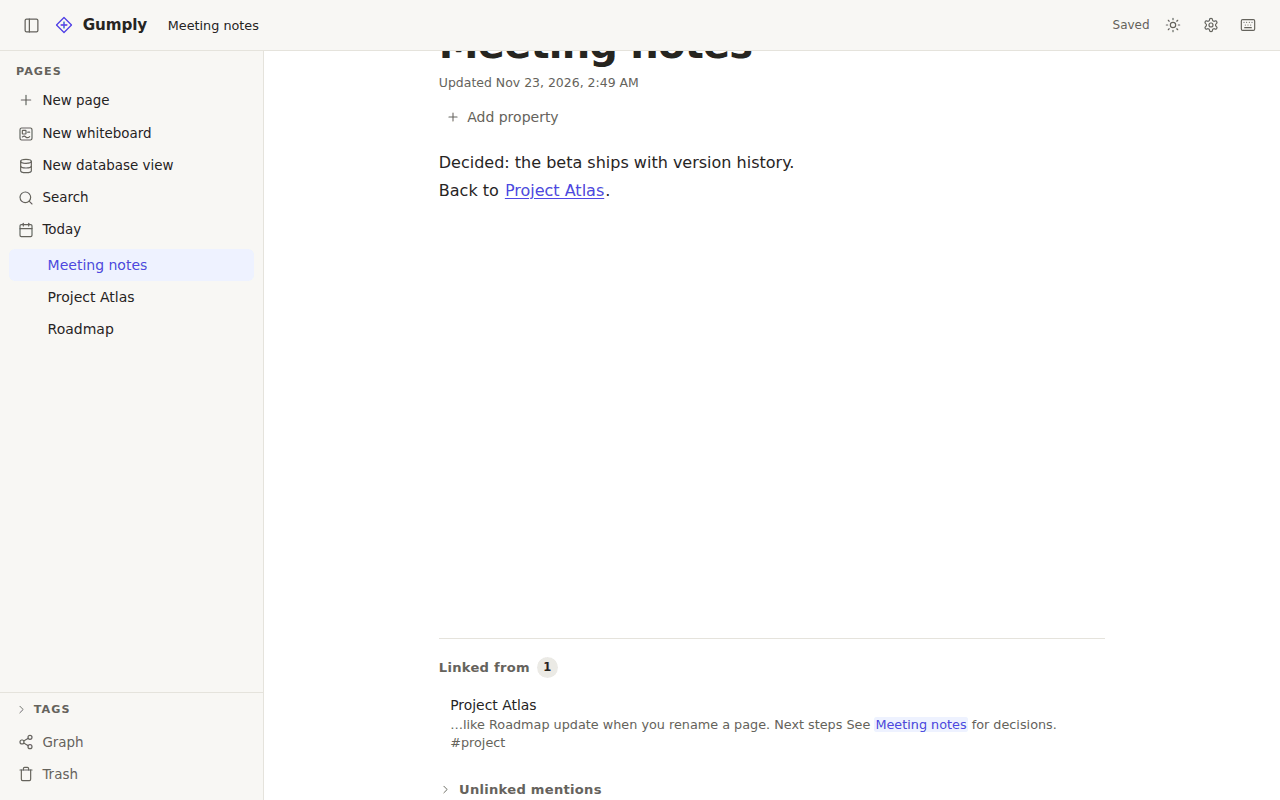 Gumply
Meeting notes
Saved
PAGES
New page
New whiteboard
New database view
Search
Today
Meeting notes
Project Atlas
Roadmap
TAGS
Graph
Trash
Meeting notes
Updated Nov 23, 2026, 2:49 AM
Add property
Decided: the beta ships with version history.
Back to Project Atlas.
Linked from 1
Project Atlas
…like Roadmap update when you rename a page. Next steps See Meeting notes for decisions.
#project
Unlinked mentions